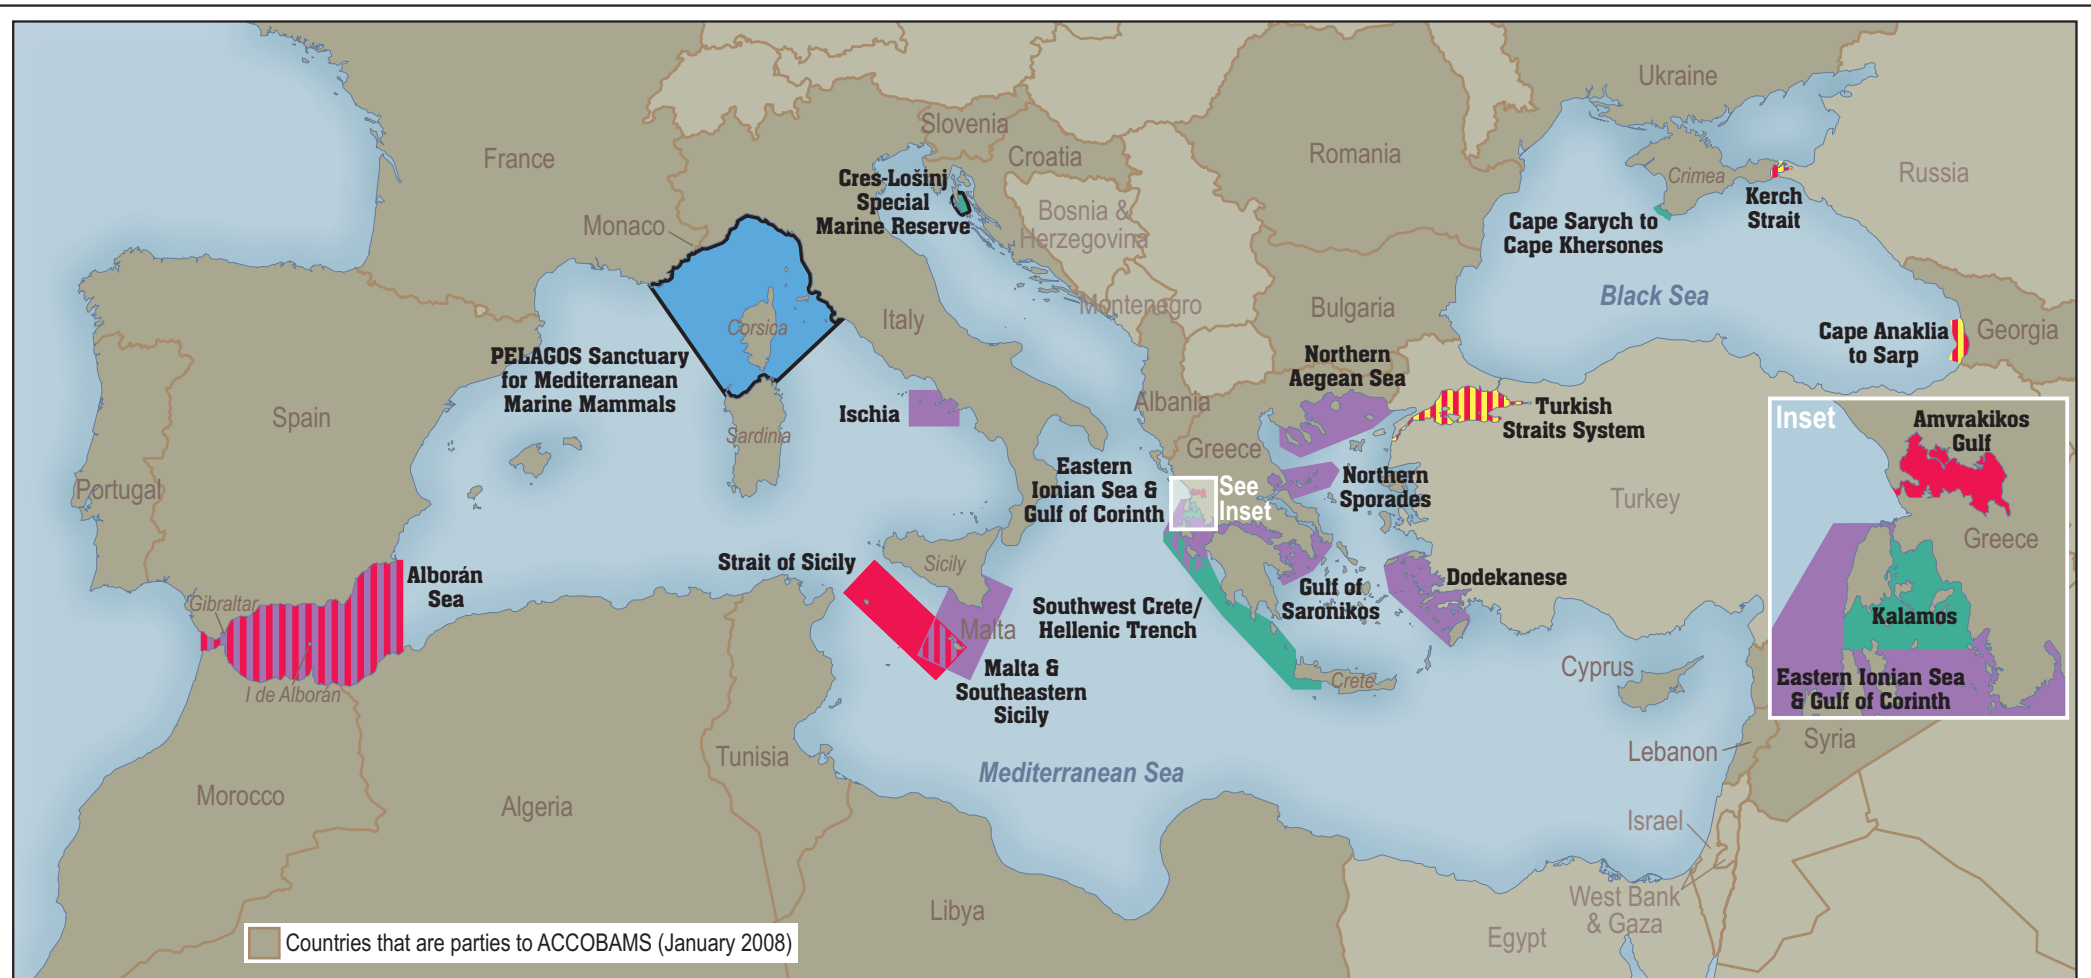 Ukraine
Slovenia
France
Croatia
Romania
Crimea
Russia
Cres-Lošinj
Special
Marine Reserve
Kerch
Strait
Bosnia &
Herzegovina
Monaco
Cape Sarych to
Cape Khersones
Black Sea
Montenegro
Bulgaria
Italy
Corsica
Cape Anaklia
to Sarp
Georgia
PELAGOS Sanctuary
for Mediterranean
Marine Mammals
Northern
Aegean Sea
Spain
Ischia
Albania
Turkish
Straits System
Inset
Amvrakikos
Gulf
Sardinia
Greece
Portugal
Eastern
Ionian Sea &
Gulf of Corinth
See
Inset
Northern
Sporades
Turkey
Greece
Strait of Sicily
Sicily
Alborán
Sea
Gibraltar
Southwest Crete/
Hellenic Trench
Gulf of
Saronikos
Dodekanese
Kalamos
Malta
Malta &
Southeastern
Sicily
Crete
Cyprus
Eastern Ionian Sea
& Gulf of Corinth
I de Alborán
Tunisia
Mediterranean Sea
Lebanon
Syria
Morocco
Algeria
Israel
Libya
West Bank
& Gaza
Egypt
Countries that are parties to ACCOBAMS (January 2008)